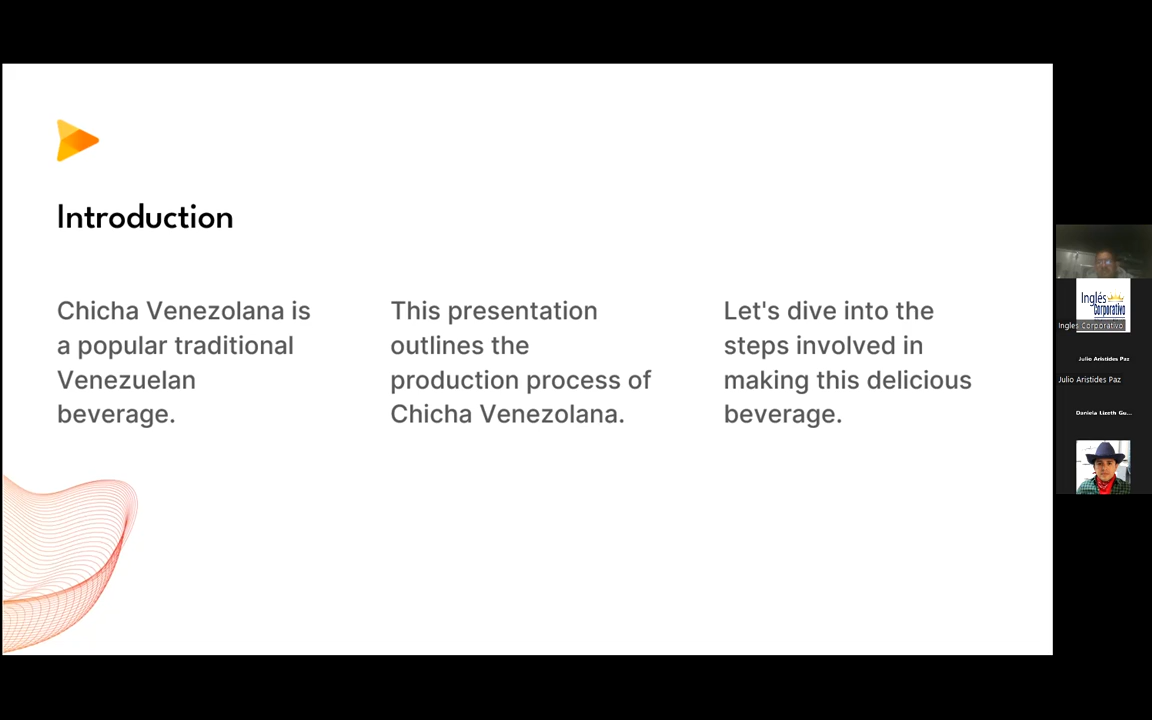 Introduction
Chicha Venezolana is
a popular traditional
Venezuelan
beverage.
This presentation
outlines the
production process of
Chicha Venezolana.
Let's dive into the
steps involved in
making this delicious
beverage.
Inglés
Corporativo
Ingles Corporativo
Julio Aristides Paz
Julio Aristides Paz
Daniela Lizeth Gu...